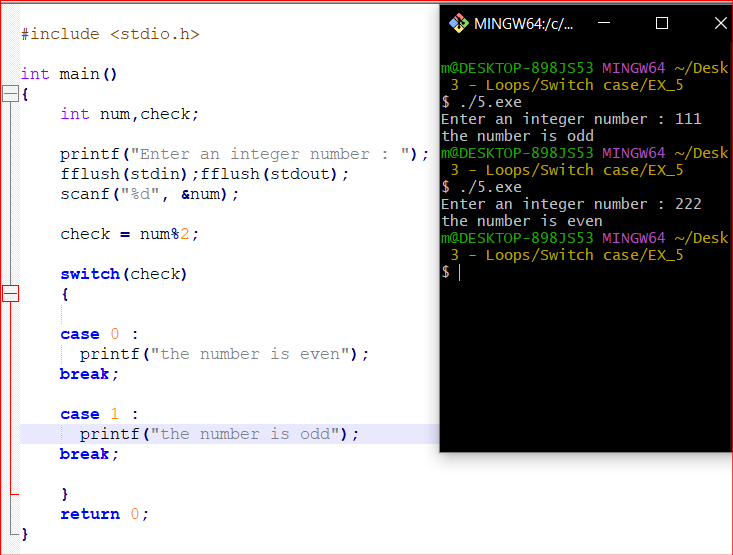 #include <stdio.h>
int main()
{
int num,check;
printf("Enter an integer number : ");
fflush(stdin);fflush(stdout);
scanf("%d", &num);
check = num%2;
switch(check)
{
case 0 :
printf("the number is even");
break;
case 1 :
printf("the number is odd");
break;
}
return 0;
}
MINGW64:/c/...
m@DESKTOP-898JS53 MINGW64 ~/Desk
3 - Loops/Switch case/EX_5
$ ./5.exe
Enter an integer number : 111
the number is odd
m@DESKTOP-898JS53 MINGW64 ~/Desk
3 - Loops/Switch case/EX_5
$ ./5.exe
Enter an integer number : 222
the number is even
m@DESKTOP-898JS53 MINGW64 ~/Desk
3 - Loops/Switch case/EX_5
$